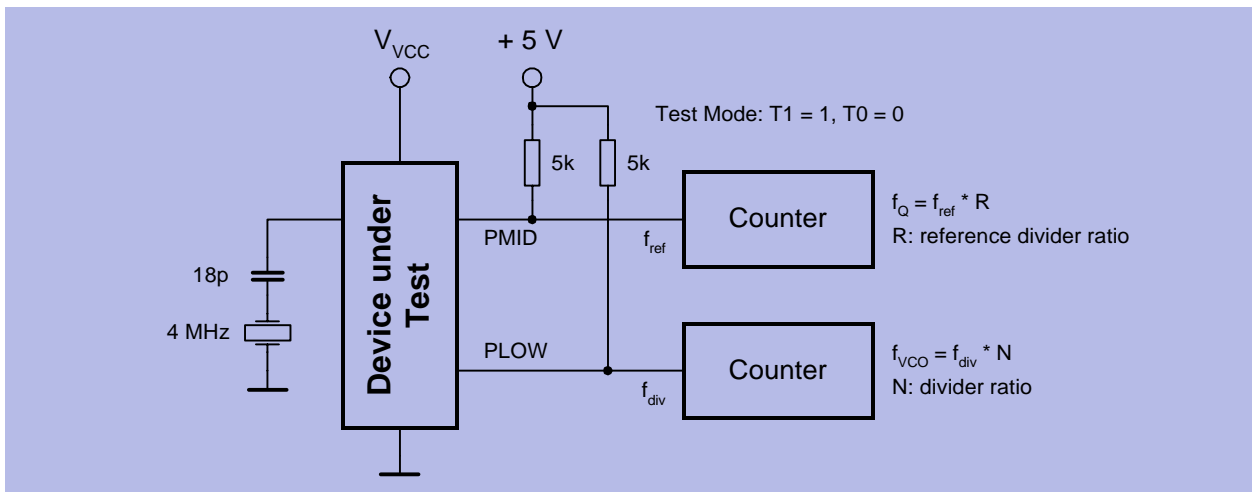 V_VCC
+ 5 V
Test Mode: T1 = 1, T0 = 0
5k
5k
Device under
Test
PMID
f_ref
Counter
f_Q = f_ref * R
R: reference divider ratio
18p
4 MHz
PLOW
f_div
Counter
f_VCO = f_div * N
N: divider ratio